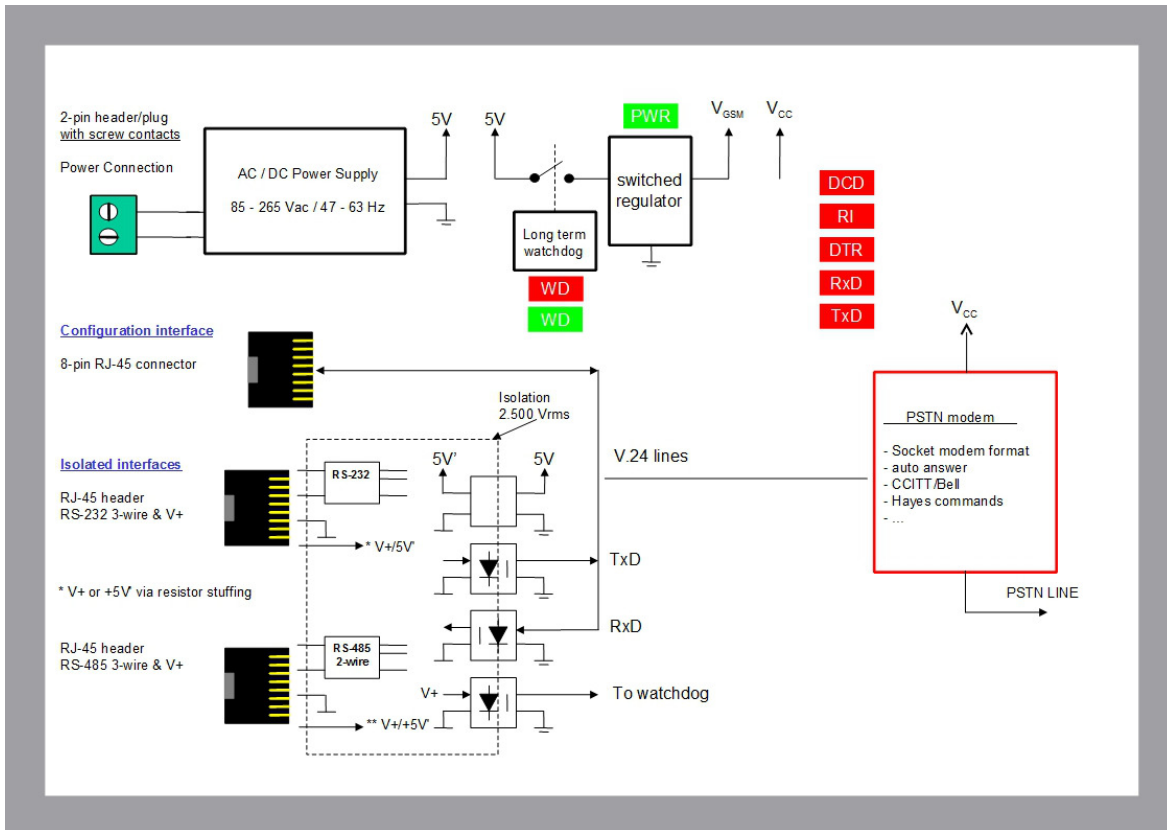 2-pin header/plug
with screw contacts
Power Connection
AC / DC Power Supply
85 - 265 Vac / 47 - 63 Hz
5V
5V
PWR
switched
regulator
VGSM
VCC
Long term
watchdog
WD
WD
DCD
RI
DTR
RxD
TxD
Configuration interface
8-pin RJ-45 connector
Isolation
2.500 Vrms
Isolated interfaces
RJ-45 header
RS-232 3-wire & V+
RS-232
* V+/5V'
5V'
5V
V.24 lines
TxD
* V+ or +5V' via resistor stuffing
RxD
RJ-45 header
RS-485 3-wire & V+
RS-485
2-wire
V+
To watchdog
** V+/+5V'
VCC
PSTN modem
- Socket modem format
- auto answer
- CCITT/Bell
- Hayes commands
- ...
PSTN LINE